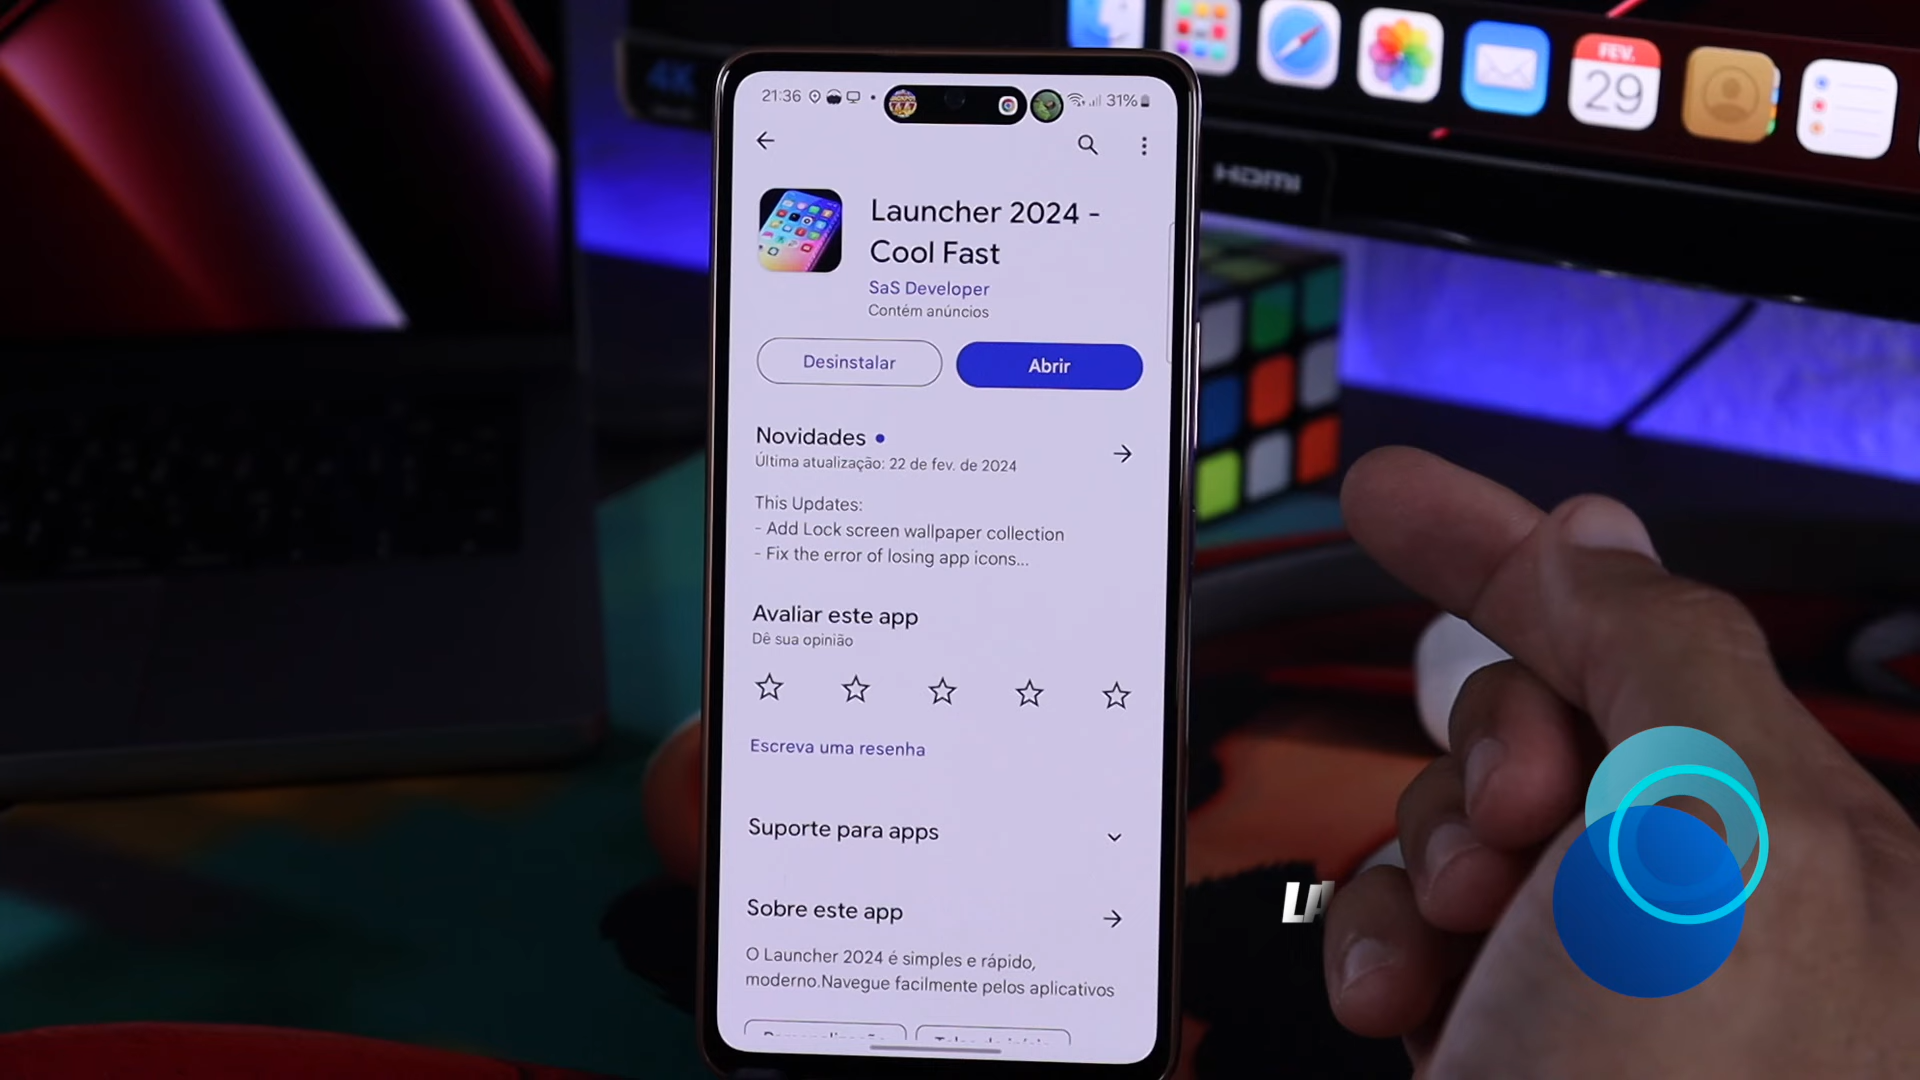 4K
FEV.
29
HDMI
21:36
31%
Launcher 2024 -
Cool Fast
SaS Developer
Contém anúncios
Desinstalar
Abrir
Novidades
Última atualização: 22 de fev. de 2024
This Updates:
- Add Lock screen wallpaper collection
- Fix the error of losing app icons...
Avaliar este app
Dê sua opinião
Escreva uma resenha
Suporte para apps
Sobre este app
O Launcher 2024 é simples e rápido,
moderno.Navegue facilmente pelos aplicativos
LA